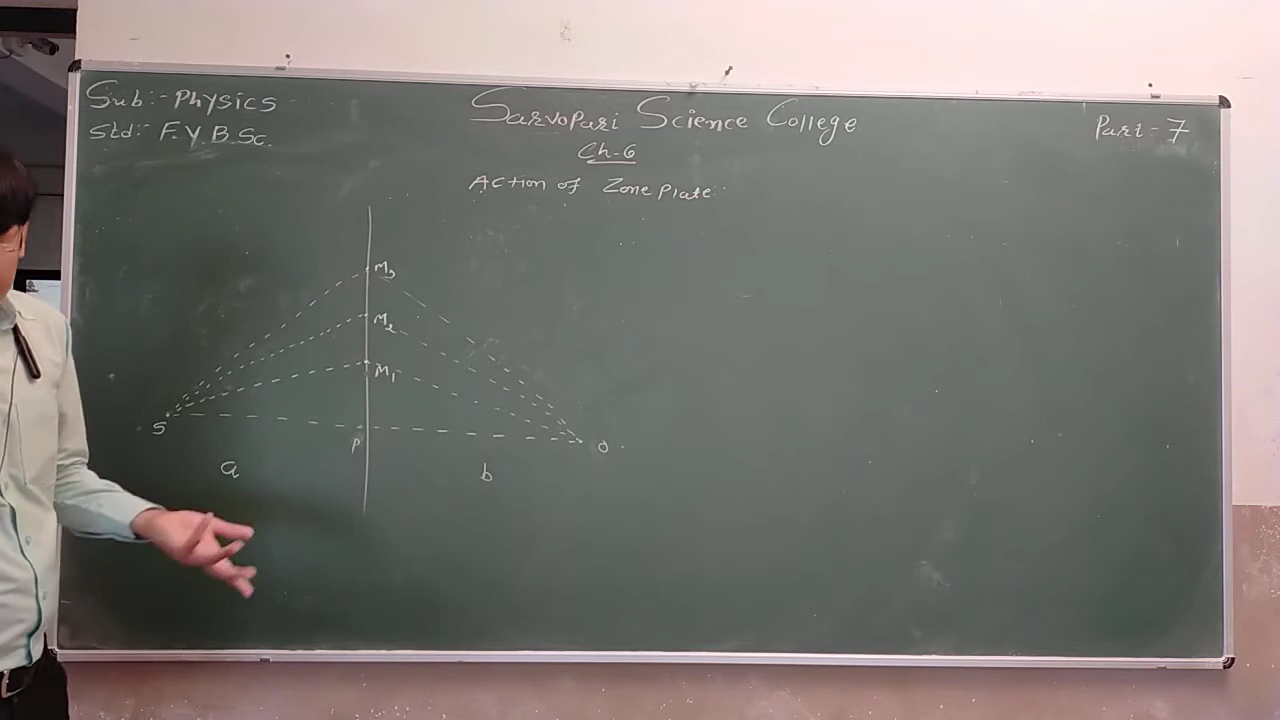 Sub:- Physics
Std:- F.Y.B.Sc.
Sarvopari Science College
Part-7
Ch-6
Action of Zone Plate:
M3
M2
M1
S
P
O
a
b